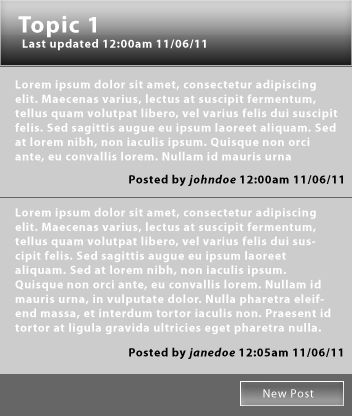 Topic 1
Last updated 12:00am 11/06/11
Lorem ipsum dolor sit amet, consectetur adipiscing
elit. Maecenas varius, lectus at suscipit fermentum,
tellus quam volutpat libero, vel varius felis dui suscipit
felis. Sed sagittis augue eu ipsum laoreet aliquam. Sed
at lorem nibh, non iaculis ipsum. Quisque non orci
ante, eu convallis lorem. Nullam id mauris urna
Posted by johndoe 12:00am 11/06/11
Lorem ipsum dolor sit amet, consectetur adipiscing
elit. Maecenas varius, lectus at suscipit fermentum,
tellus quam volutpat libero, vel varius felis dui sus-
cipit felis. Sed sagittis augue eu ipsum laoreet
aliquam. Sed at lorem nibh, non iaculis ipsum.
Quisque non orci ante, eu convallis lorem. Nullam id
mauris urna, in vulputate dolor. Nulla pharetra eleif-
end massa, et interdum tortor iaculis non. Praesent id
tortor at ligula gravida ultricies eget pharetra nulla.
Posted by janedoe 12:05am 11/06/11
New Post